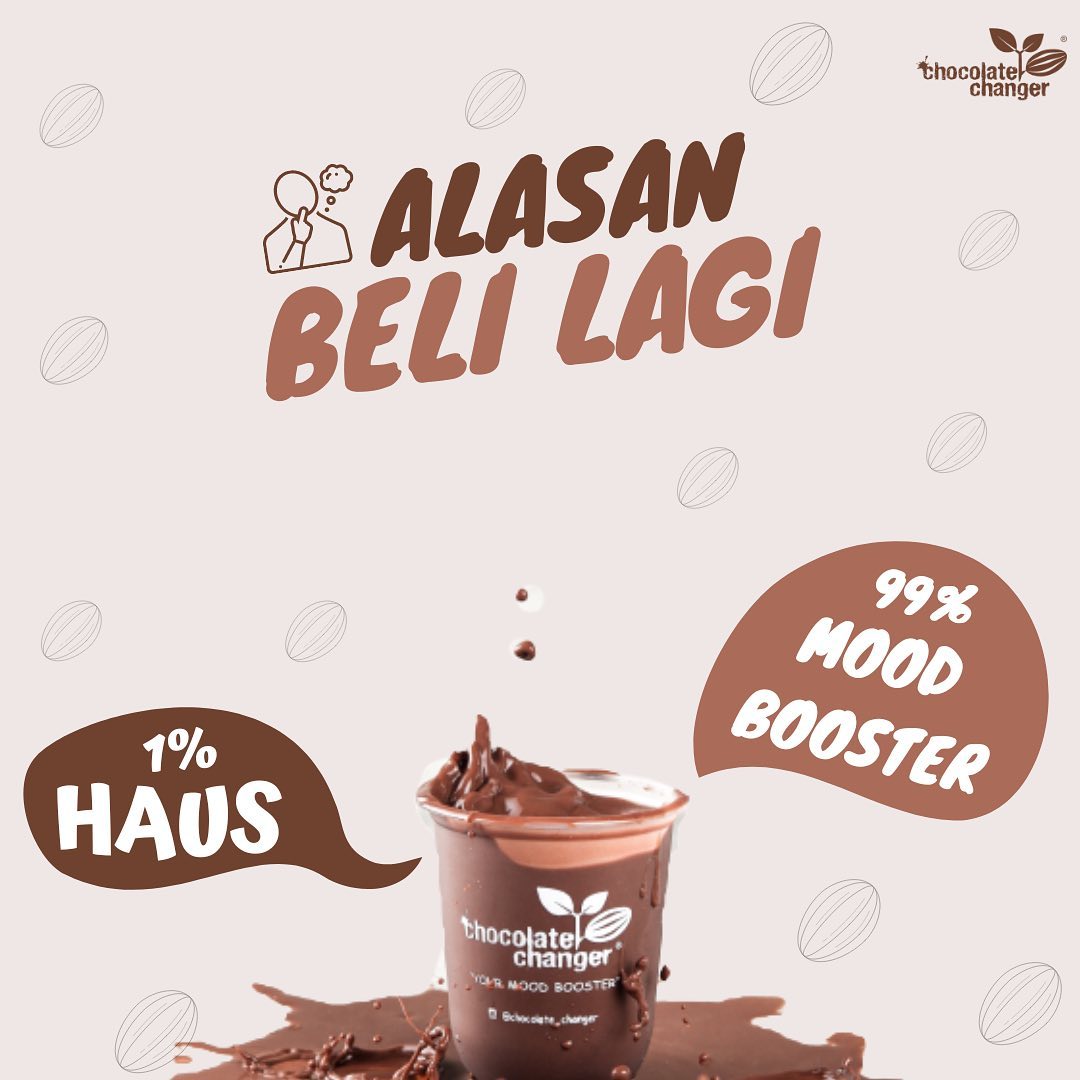 chocolate
changer
®
ALASAN
BELI LAGI
99%
MOOD
BOOSTER
1%
HAUS
chocolate
changer®
"YOUR MOOD BOOSTER"
@chocolate_changer